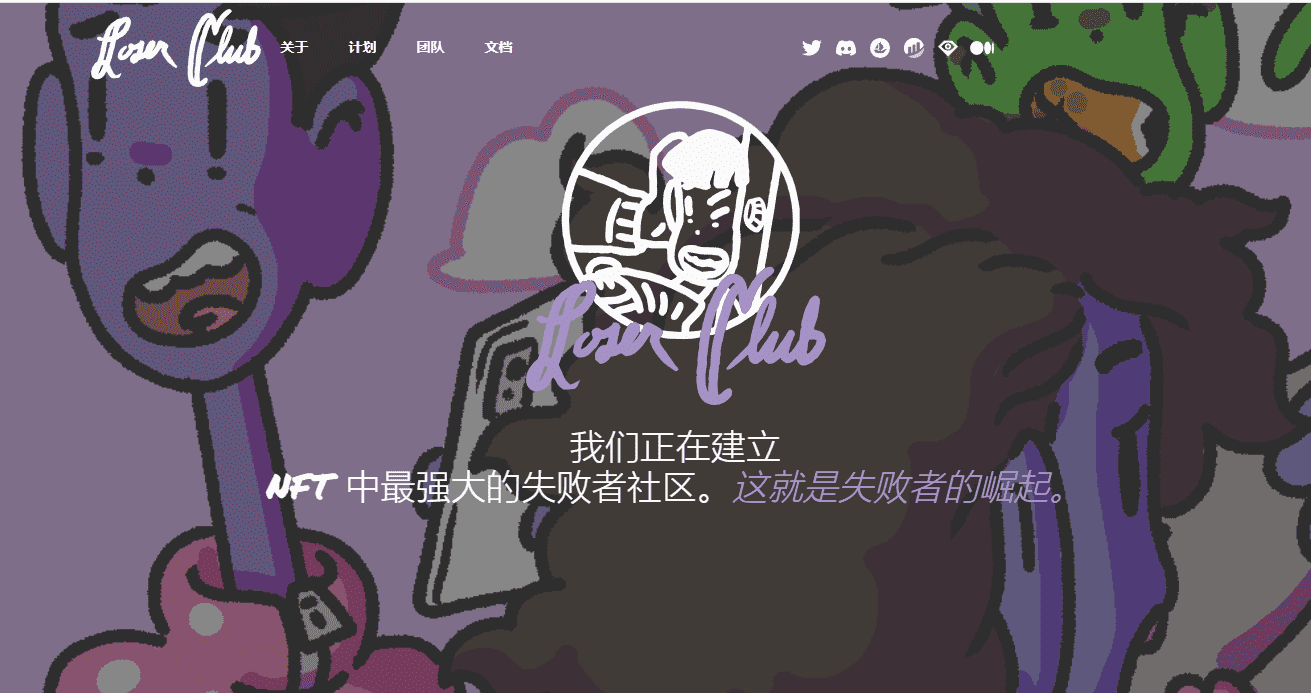 Loser Club 关于 计划 团队 文档
Loser Club
我们正在建立
NFT 中最强大的失败者社区。这就是失败者的崛起。